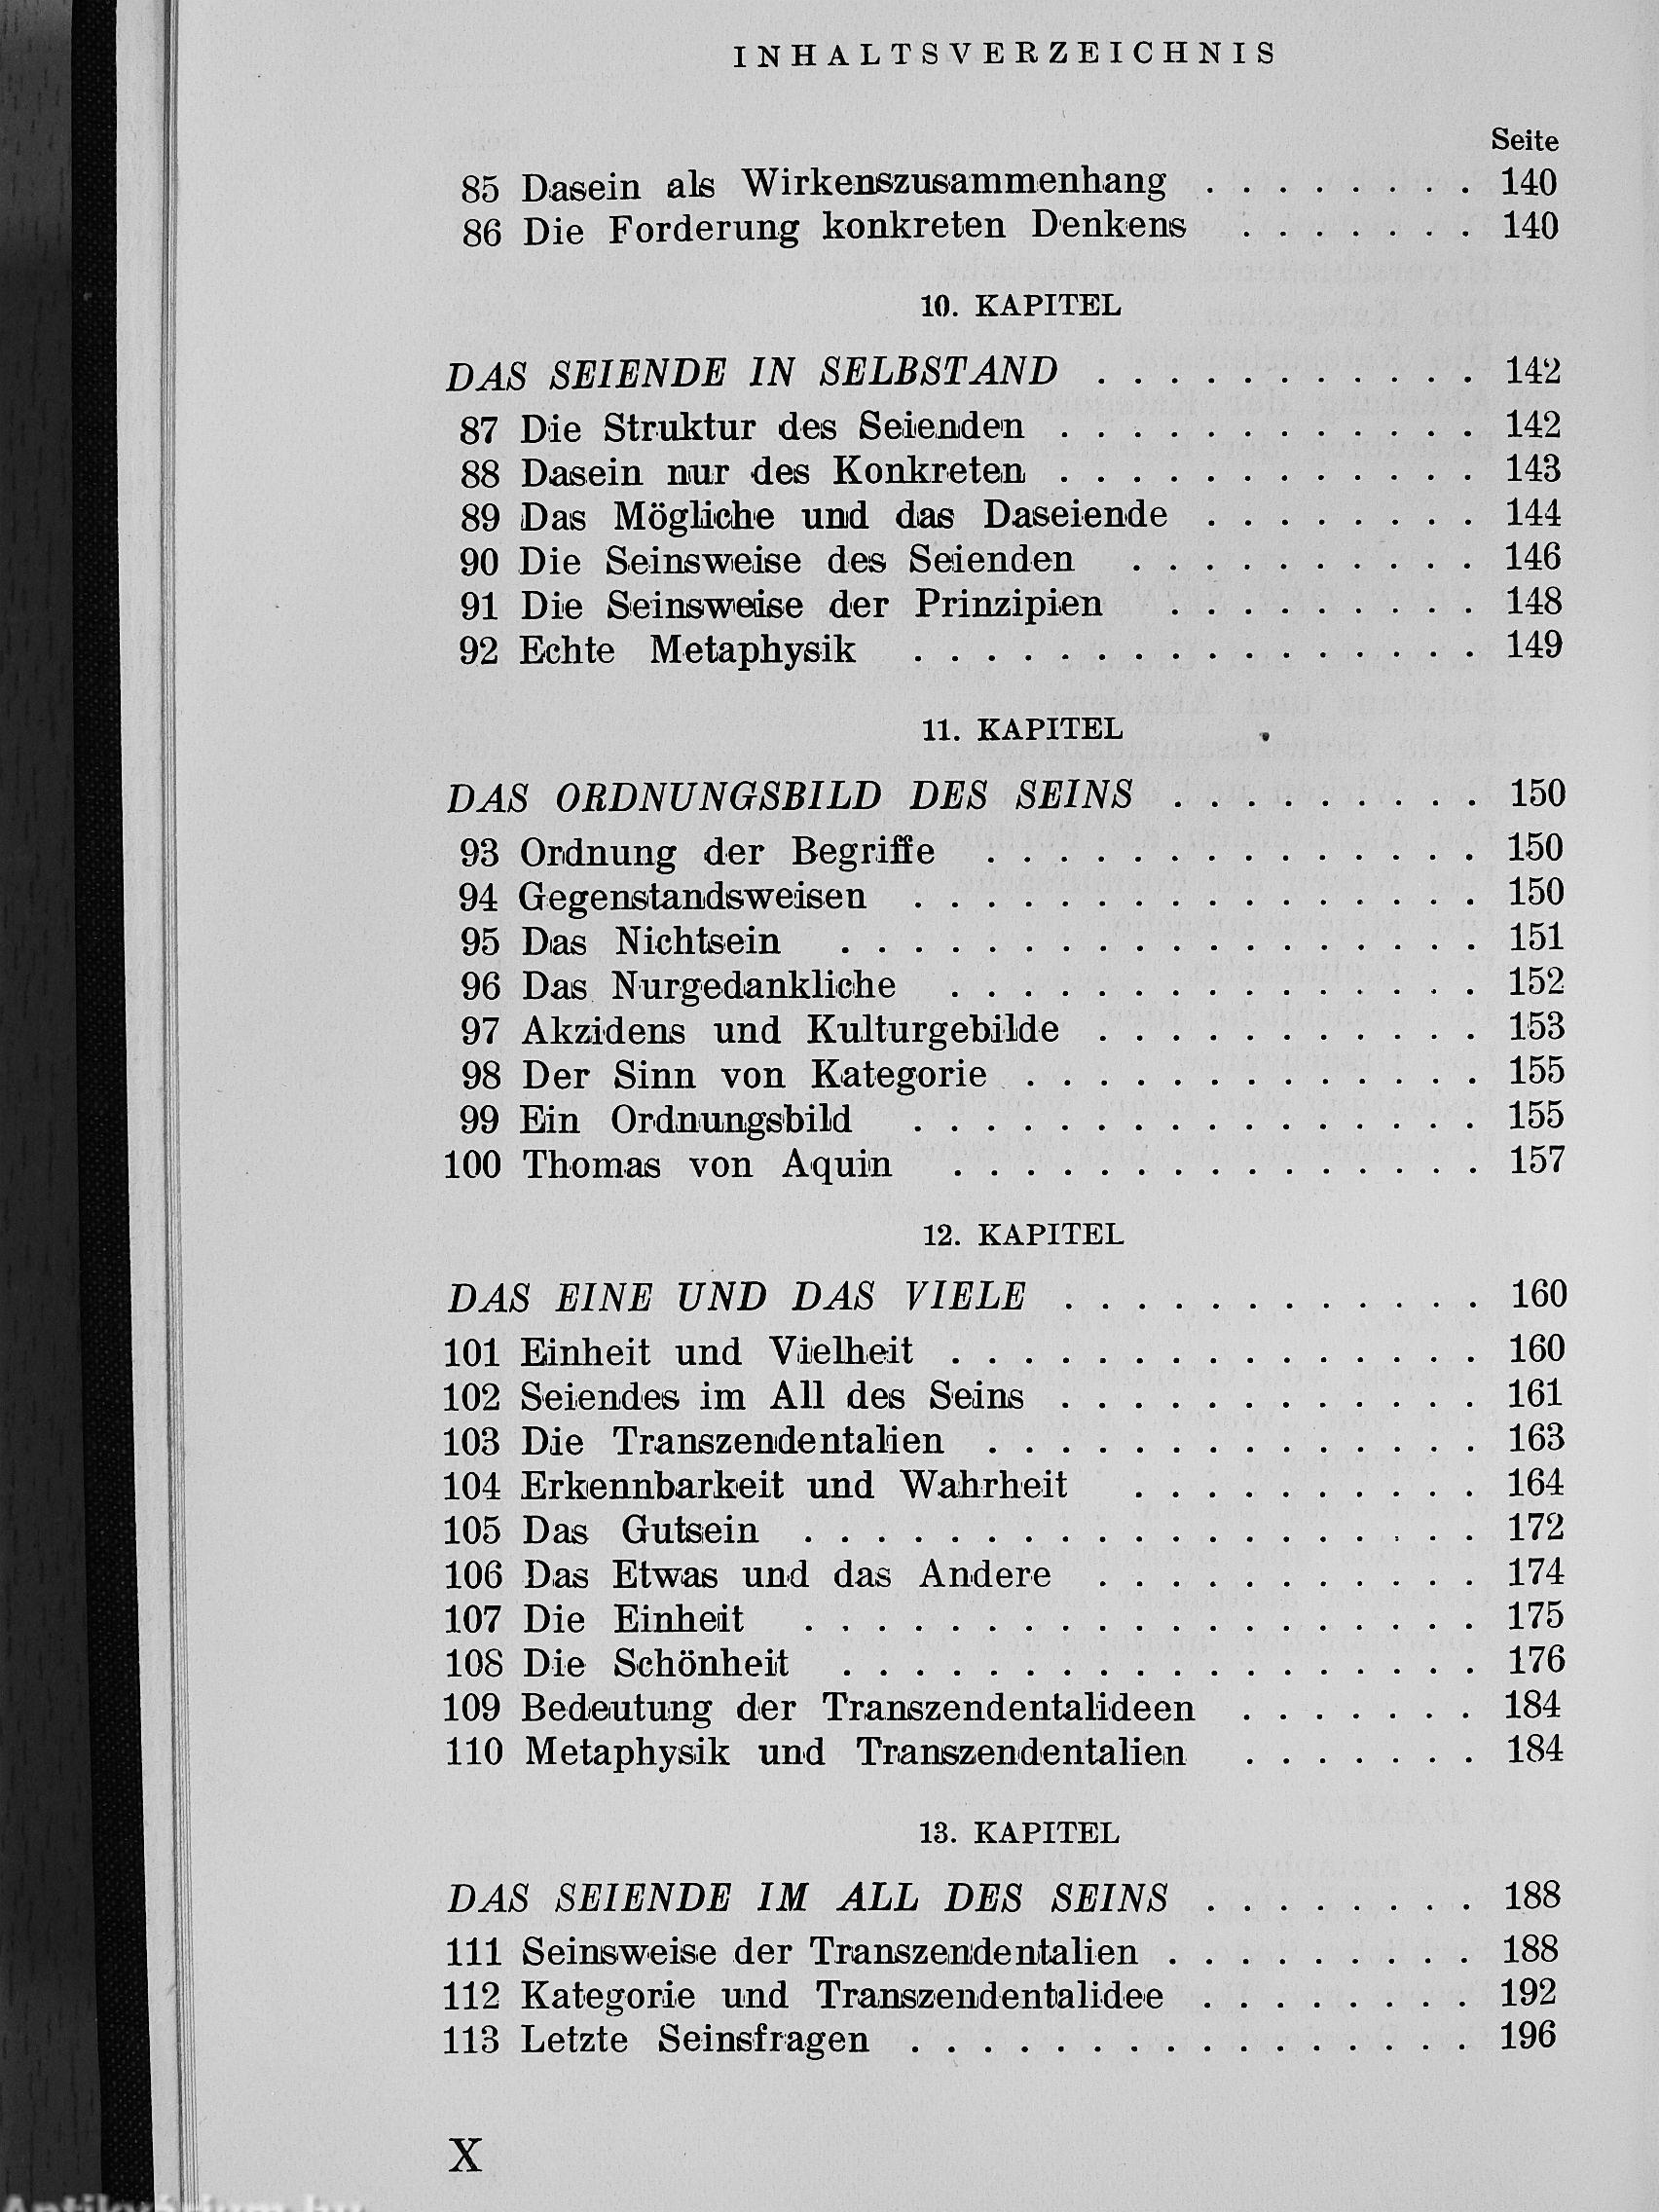 INHALTSVERZEICHNIS
Seite
85 Dasein als Wirkenszusammenhang . . . . . . . . 140
86 Die Forderung konkreten Denkens . . . . . . . 140
10. KAPITEL
DAS SEIENDE IN SELBSTAND . . . . . . . . . . . 142
87 Die Struktur des Seienden . . . . . . . . . . . . 142
88 Dasein nur des Konkreten . . . . . . . . . . . . 143
89 Das Mögliche und das Daseiende . . . . . . . . 144
90 Die Seinsweise des Seienden . . . . . . . . . . 146
91 Die Seinsweise der Prinzipien . . . . . . . . . 148
92 Echte Metaphysik . . . . . . . . . . . . . . . . 149
11. KAPITEL
DAS ORDNUNGSBILD DES SEINS . . . . . . . . . 150
93 Ordnung der Begriffe . . . . . . . . . . . . . . 150
94 Gegenstandsweisen . . . . . . . . . . . . . . . . 150
95 Das Nichtsein . . . . . . . . . . . . . . . . . . 151
96 Das Nurgedankliche . . . . . . . . . . . . . . . 152
97 Akzidens und Kulturgebilde . . . . . . . . . . . 153
98 Der Sinn von Kategorie . . . . . . . . . . . . . 155
99 Ein Ordnungsbild . . . . . . . . . . . . . . . . 155
100 Thomas von Aquin . . . . . . . . . . . . . . . 157
12. KAPITEL
DAS EINE UND DAS VIELE . . . . . . . . . . . . 160
101 Einheit und Vielheit . . . . . . . . . . . . . . . 160
102 Seiendes im All des Seins . . . . . . . . . . . . 161
103 Die Transzendentalien . . . . . . . . . . . . . . 163
104 Erkennbarkeit und Wahrheit . . . . . . . . . . 164
105 Das Gutsein . . . . . . . . . . . . . . . . . . . 172
106 Das Etwas und das Andere . . . . . . . . . . . 174
107 Die Einheit . . . . . . . . . . . . . . . . . . . 175
108 Die Schönheit . . . . . . . . . . . . . . . . . . 176
109 Bedeutung der Transzendentalideen . . . . . . . 184
110 Metaphysik und Transzendentalien . . . . . . . 184
13. KAPITEL
DAS SEIENDE IM ALL DES SEINS . . . . . . . . 188
111 Seinsweise der Transzendentalien . . . . . . . . . 188
112 Kategorie und Transzendentalidee . . . . . . . . 192
113 Letzte Seinsfragen . . . . . . . . . . . . . . . . 196
X